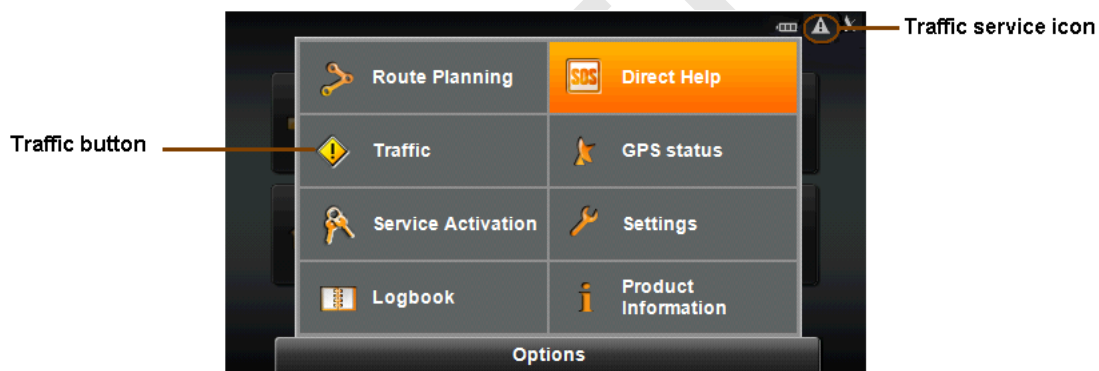 Traffic service icon
Route Planning
SOS
Direct Help
Traffic button
Traffic
GPS status
Service Activation
Settings
Logbook
Product
Information
Options